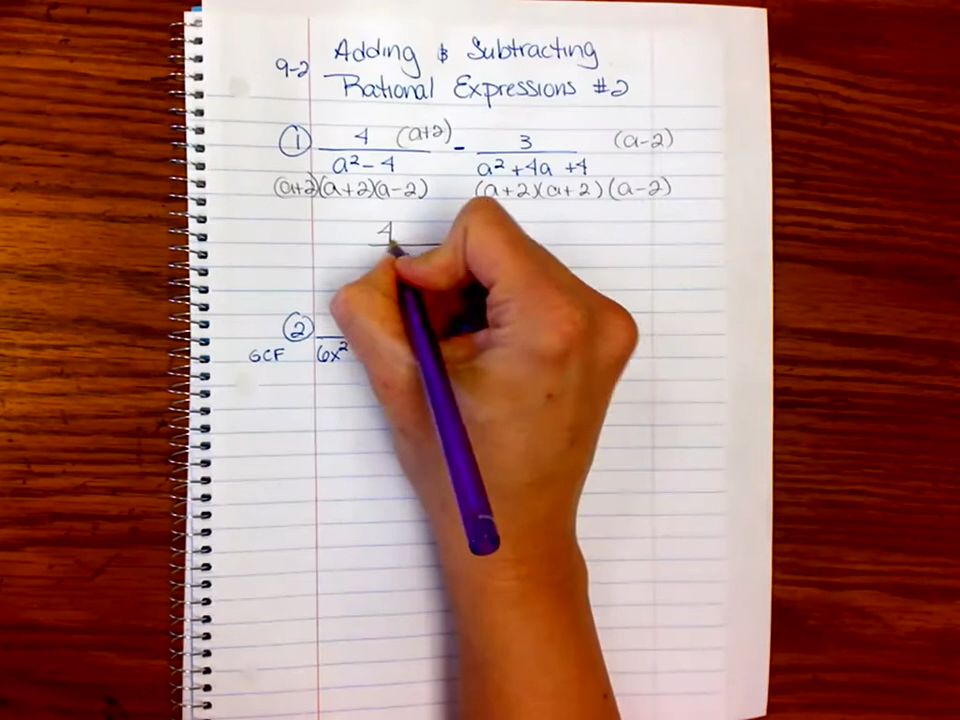 9-2 Adding & Subtracting
Rational Expressions #2
① 4 (a+2) - 3 (a-2)
a² - 4 a² + 4a + 4
(a+2)(a+2)(a-2) (a+2)(a+2)(a-2)
4
②
GCF 6x²